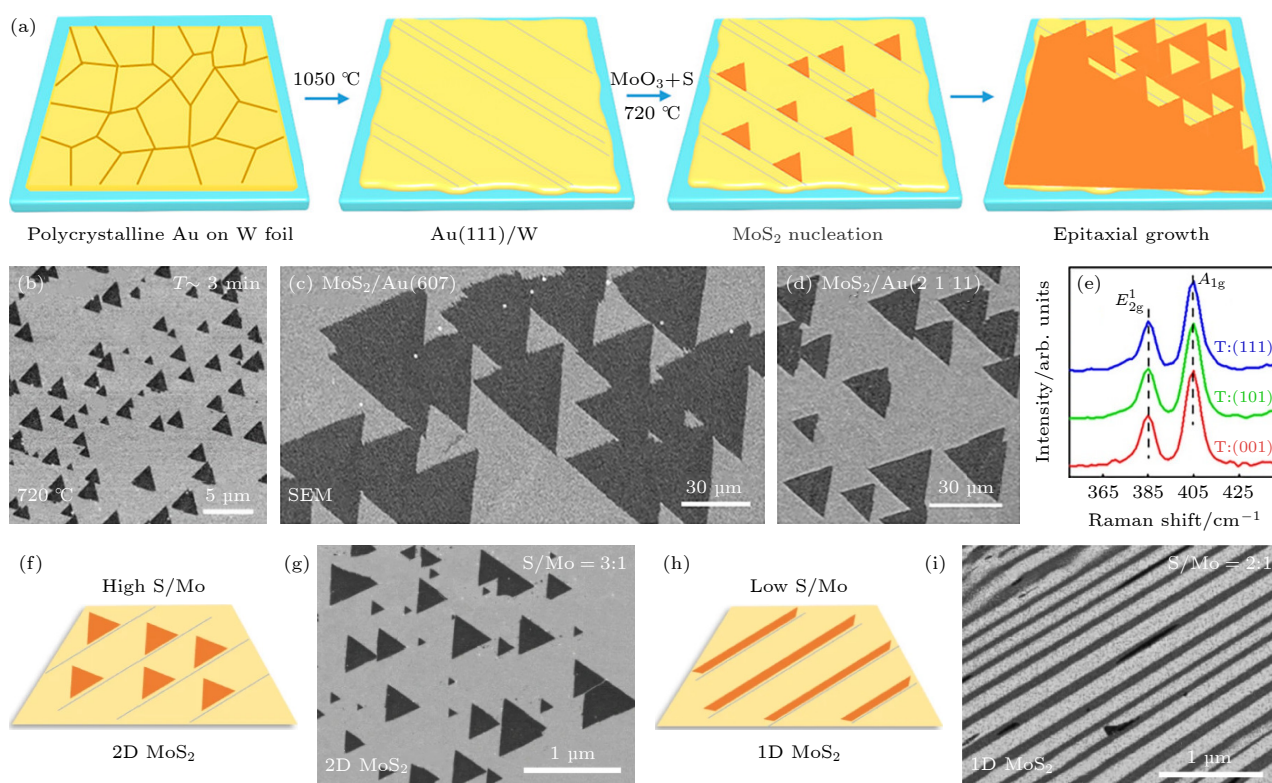 (a)
1050 ℃
MoO₃+S
720 ℃
Polycrystalline Au on W foil
Au(111)/W
MoS₂ nucleation
Epitaxial growth
(b)
T~ 3 min
720 ℃
5 μm
(c) MoS₂/Au(607)
SEM
30 μm
(d) MoS₂/Au(2 1 11)
30 μm
(e)
E¹₂g
A₁g
T:(111)
T:(101)
T:(001)
Intensity/arb. units
365 385 405 425
Raman shift/cm⁻¹
(f)
High S/Mo
2D MoS₂
(g)
S/Mo = 3:1
2D MoS₂
1 μm
(h)
Low S/Mo
1D MoS₂
(i)
S/Mo = 2:1
1D MoS₂
1 μm